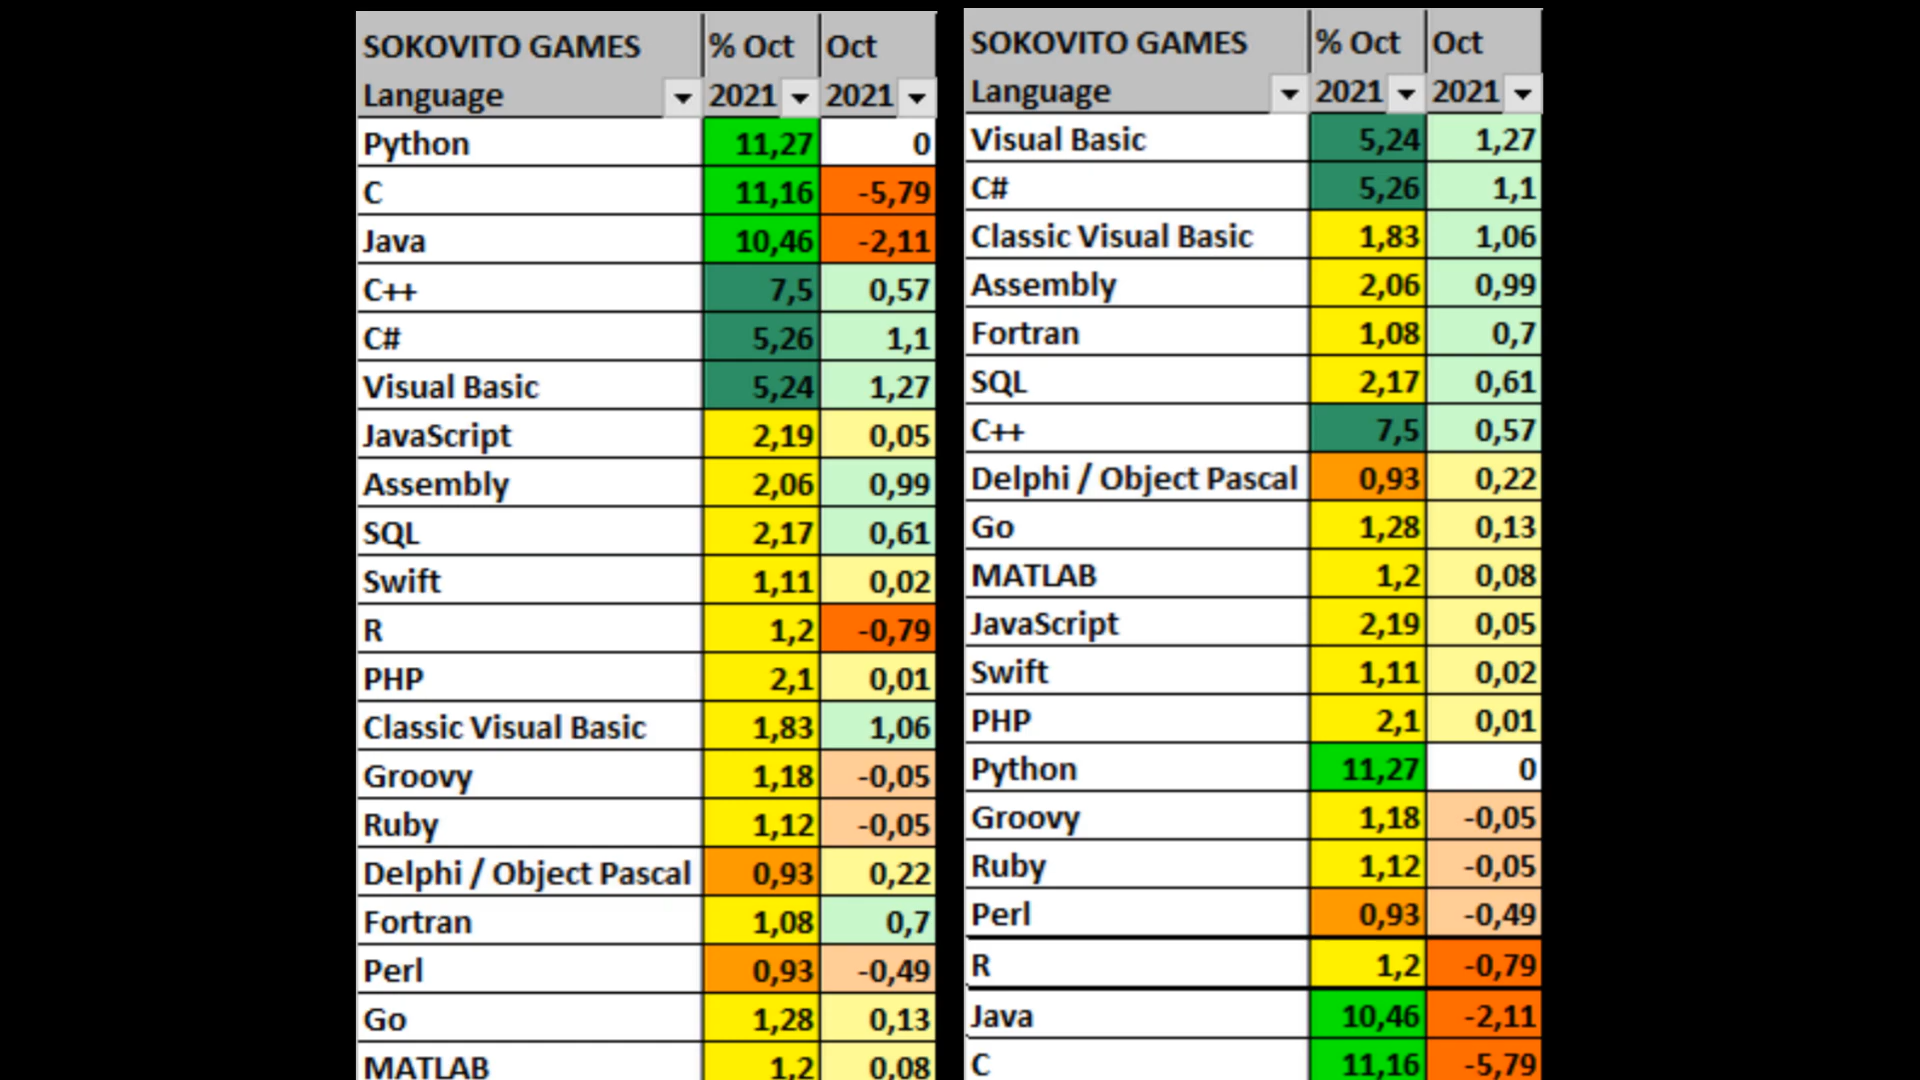 SOKOVITO GAMES % Oct Oct
Language 2021 2021
Python 11,27 0
C 11,16 -5,79
Java 10,46 -2,11
C++ 7,5 0,57
C# 5,26 1,1
Visual Basic 5,24 1,27
JavaScript 2,19 0,05
Assembly 2,06 0,99
SQL 2,17 0,61
Swift 1,11 0,02
R 1,2 -0,79
PHP 2,1 0,01
Classic Visual Basic 1,83 1,06
Groovy 1,18 -0,05
Ruby 1,12 -0,05
Delphi / Object Pascal 0,93 0,22
Fortran 1,08 0,7
Perl 0,93 -0,49
Go 1,28 0,13
MATLAB 1,2 0,08
SOKOVITO GAMES % Oct Oct
Language 2021 2021
Visual Basic 5,24 1,27
C# 5,26 1,1
Classic Visual Basic 1,83 1,06
Assembly 2,06 0,99
Fortran 1,08 0,7
SQL 2,17 0,61
C++ 7,5 0,57
Delphi / Object Pascal 0,93 0,22
Go 1,28 0,13
MATLAB 1,2 0,08
JavaScript 2,19 0,05
Swift 1,11 0,02
PHP 2,1 0,01
Python 11,27 0
Groovy 1,18 -0,05
Ruby 1,12 -0,05
Perl 0,93 -0,49
R 1,2 -0,79
Java 10,46 -2,11
C 11,16 -5,79